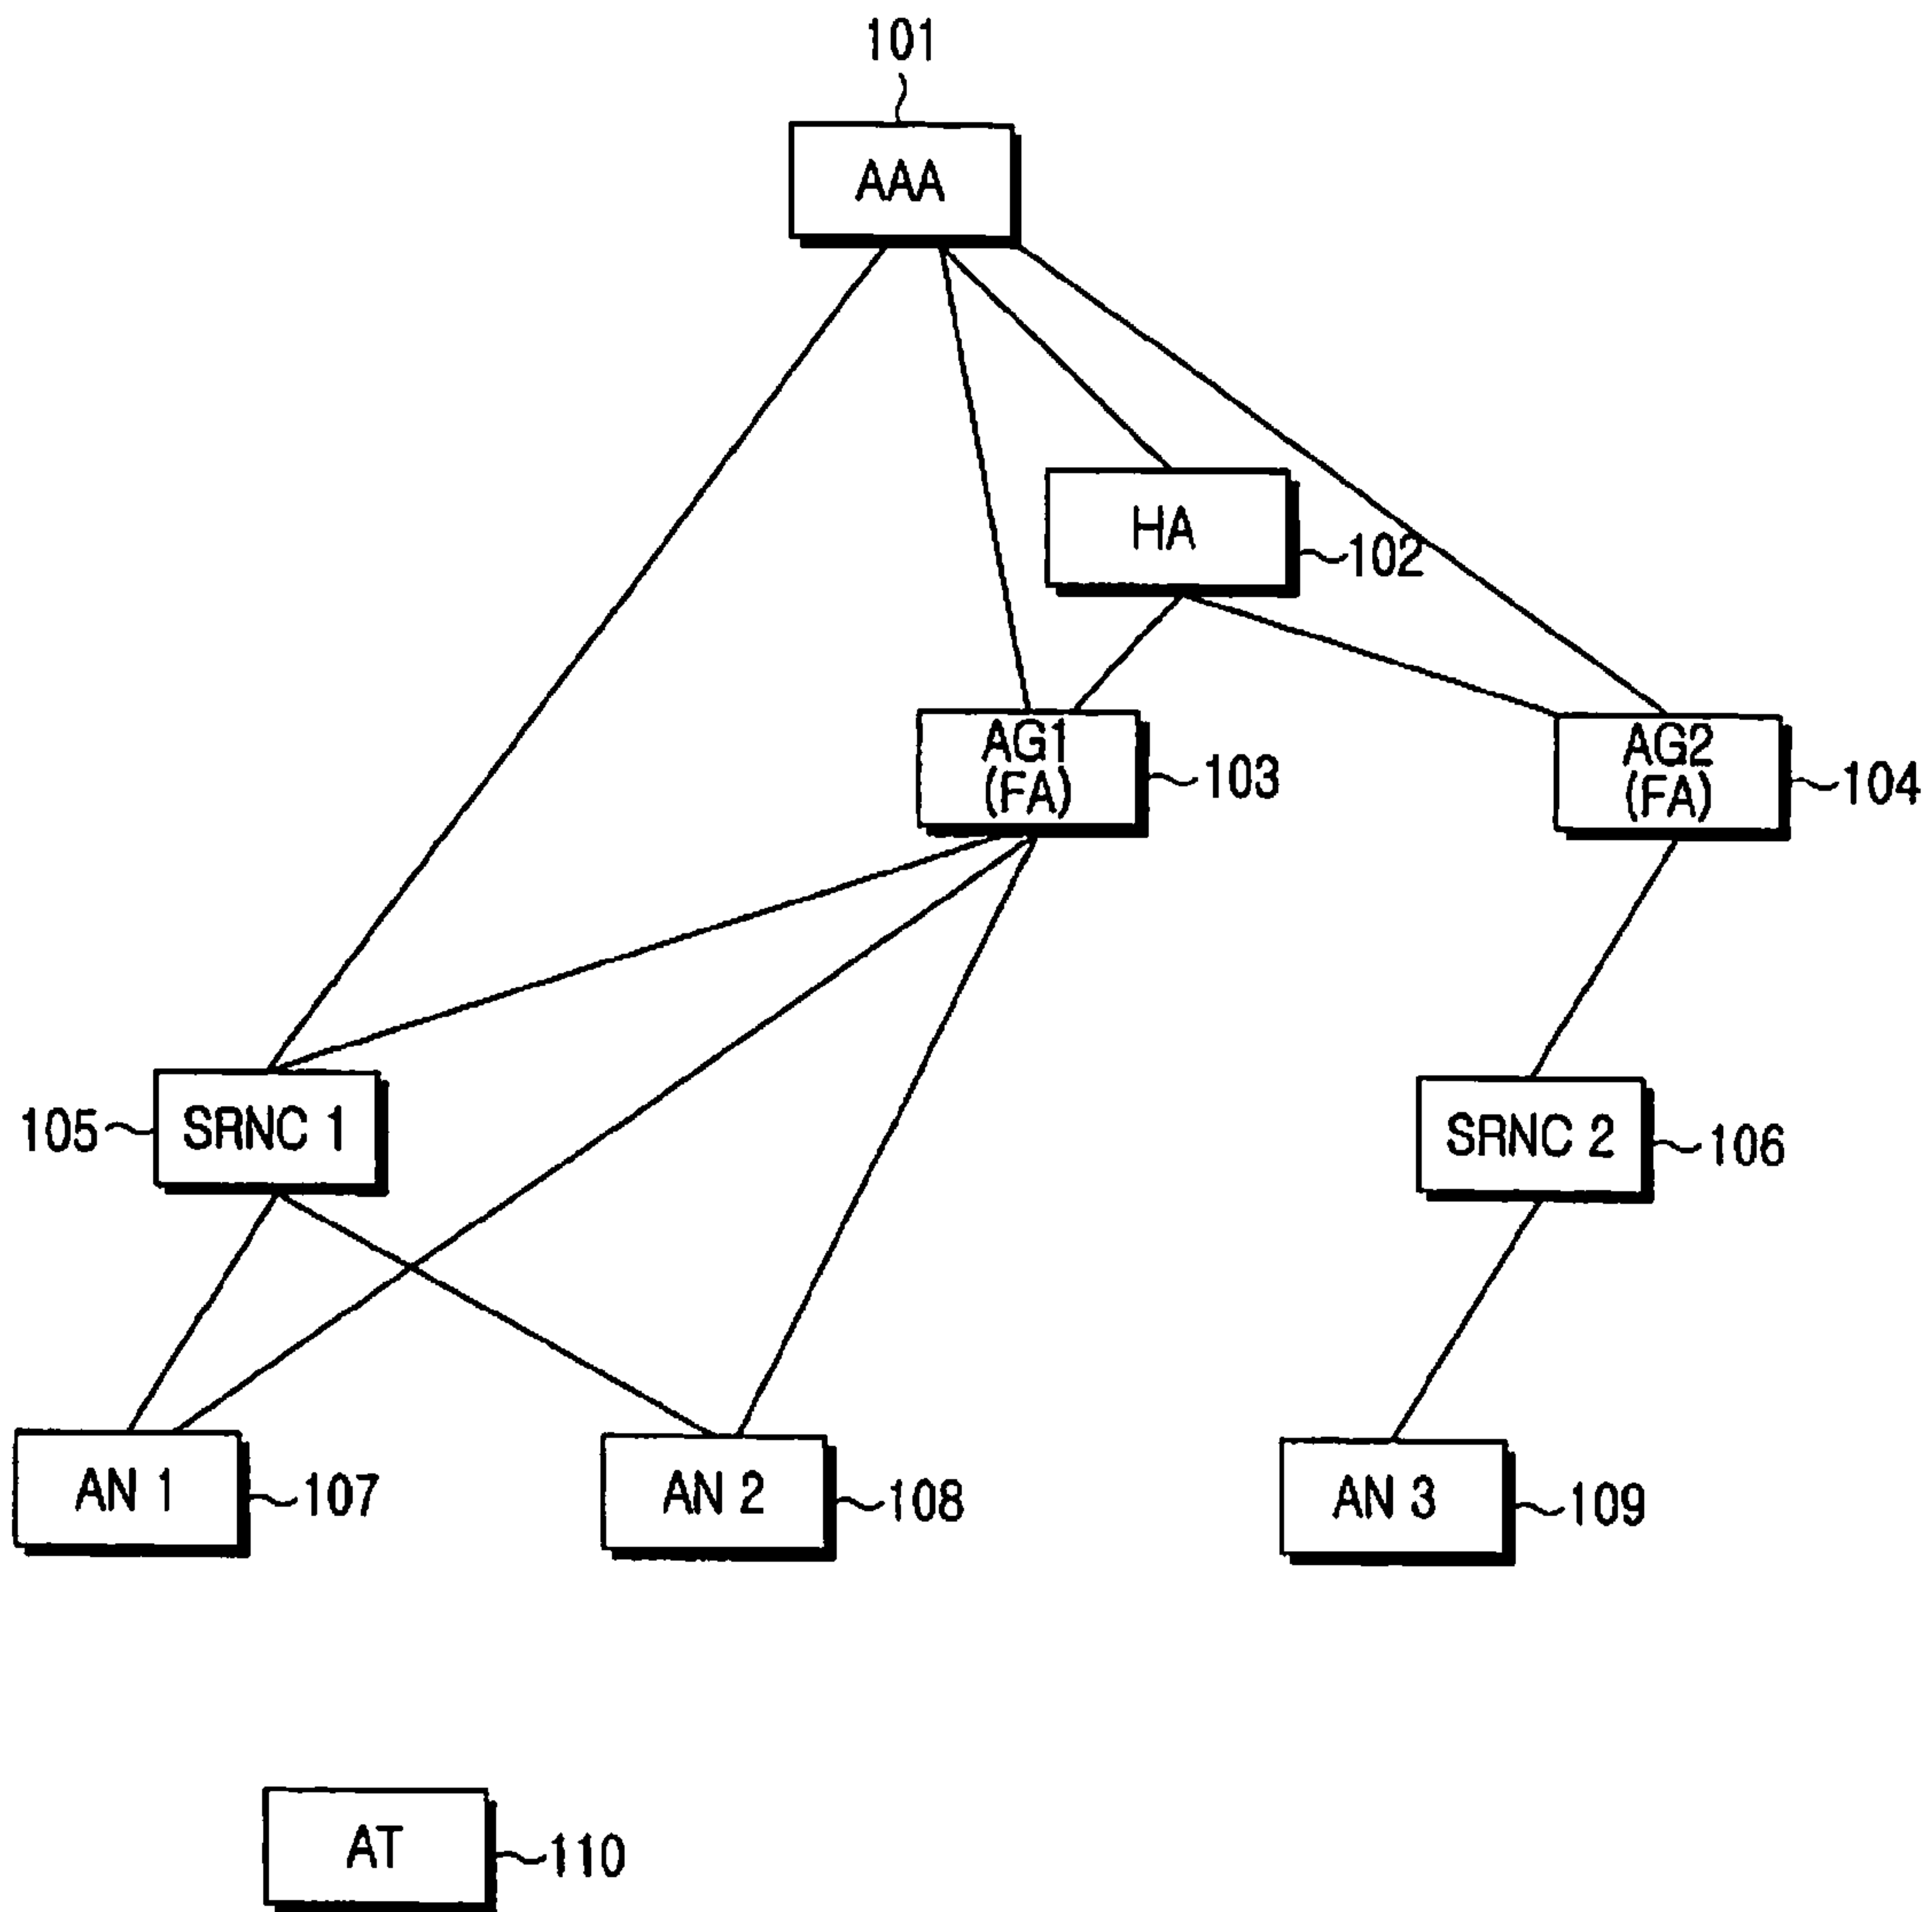 101
AAA
HA
102
AG1
(FA)
103
AG2
(FA)
104
105
SRNC 1
SRNC 2
106
AN 1
107
AN 2
108
AN 3
109
AT
110